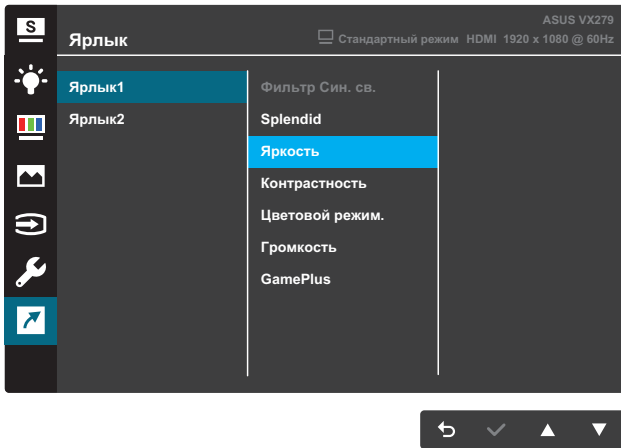 S
ASUS VX279
Ярлык
Стандартный режим HDMI 1920 x 1080 @ 60Hz
Ярлык1
Ярлык2
Фильтр Син. св.
Splendid
Яркость
Контрастность
Цветовой режим.
Громкость
GamePlus